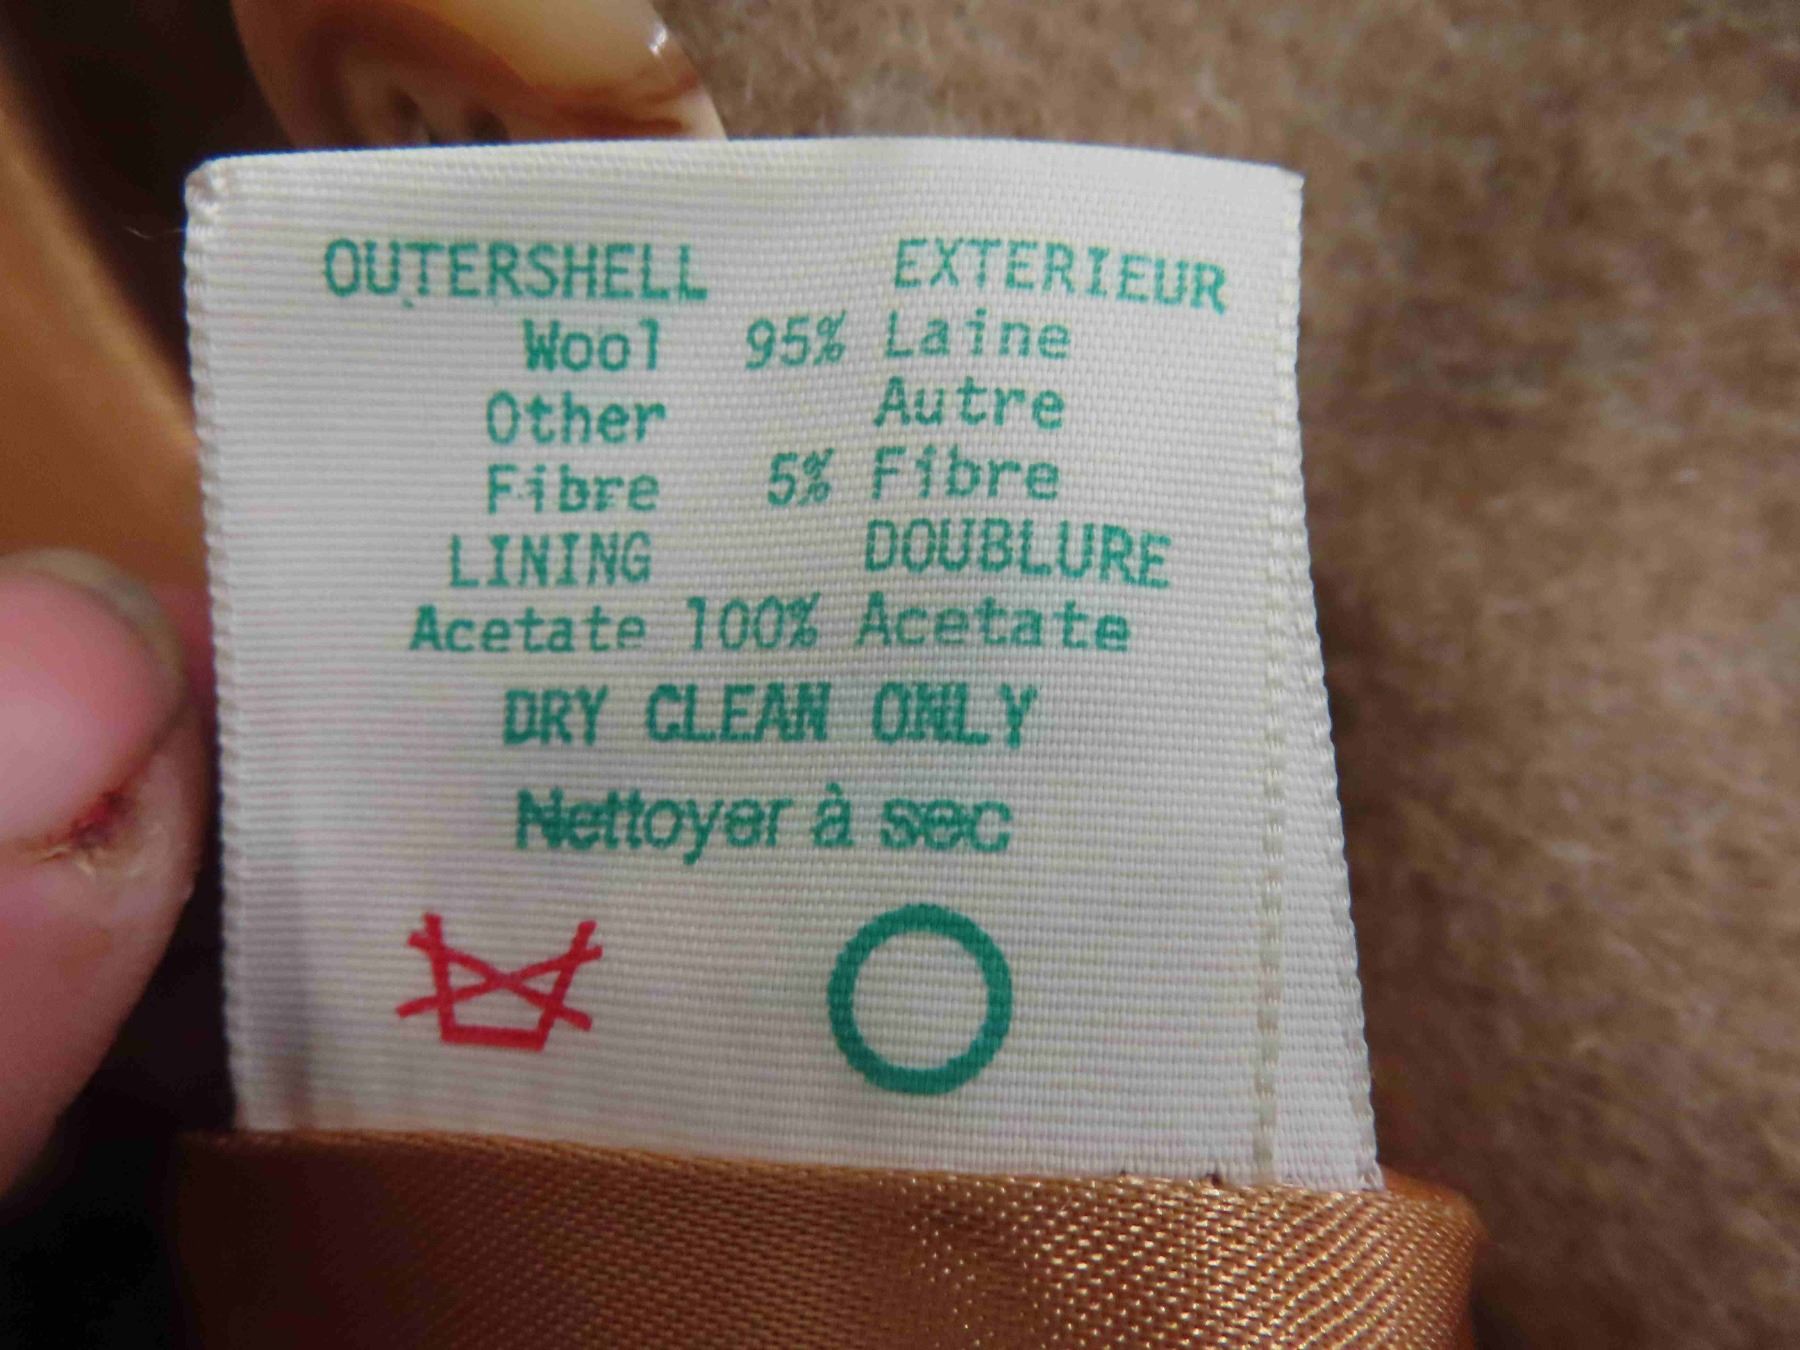 OUTERSHELL EXTERIEUR
Wool 95% Laine
Other Autre
Fibre 5% Fibre
LINING DOUBLURE
Acetate 100% Acetate
DRY CLEAN ONLY
Nettoyer à sec